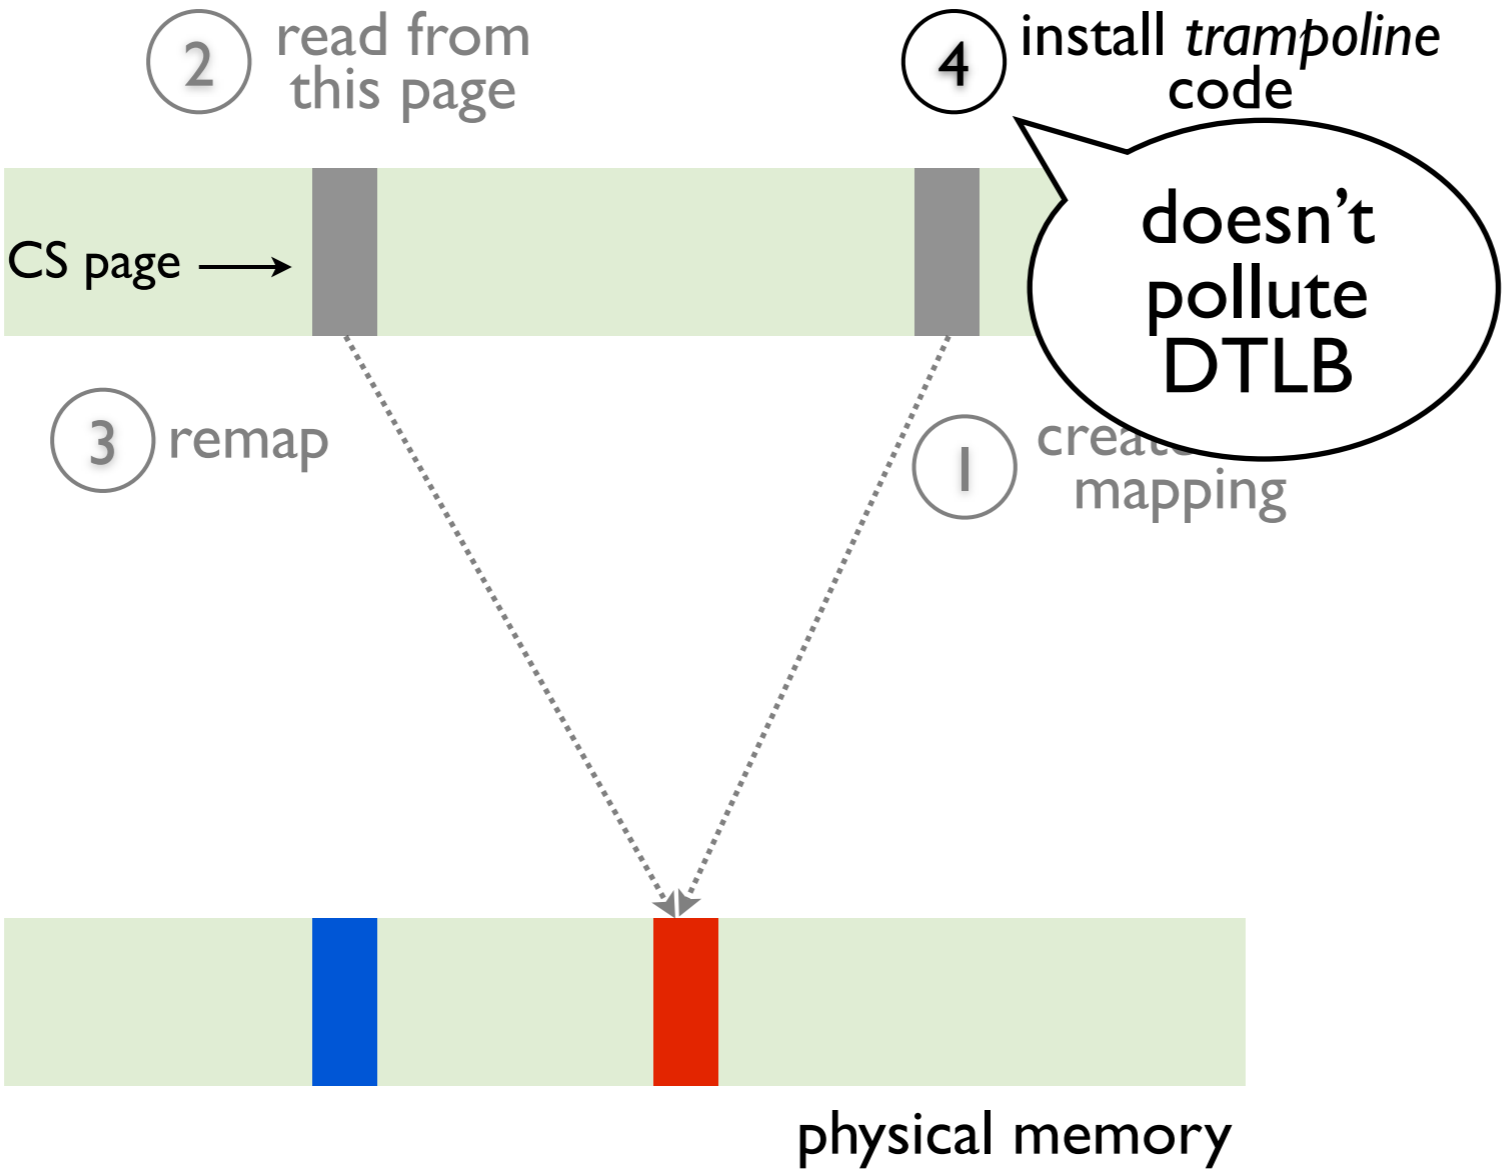 2
read from
this page
4
install trampoline
code
doesn’t
pollute
DTLB
CS page
3
remap
1
mapping
physical memory